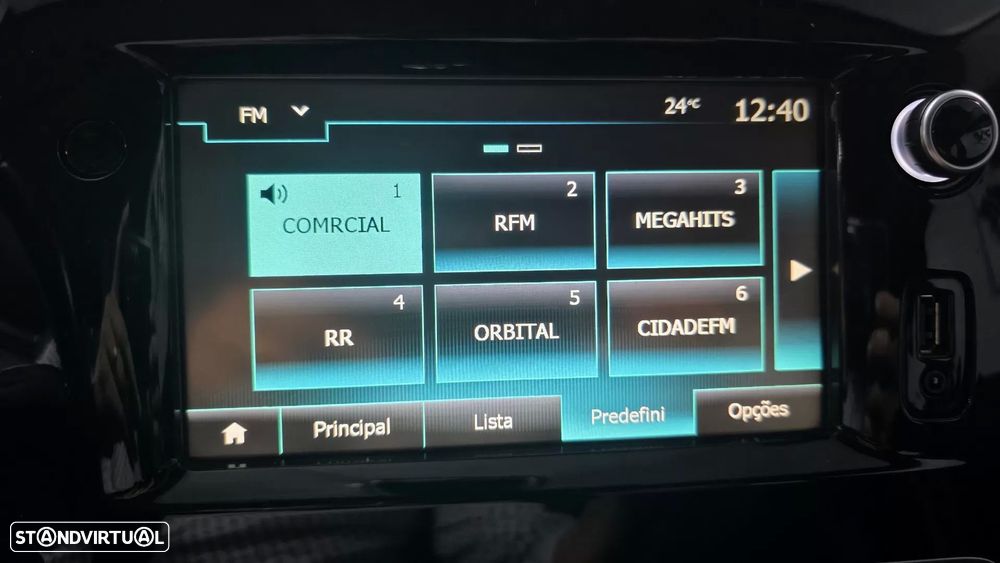 FM 24°C 12:40
1 2 3
COMRCIAL RFM MEGAHITS
4 5 6
RR ORBITAL CIDADEFM
Principal Lista Predefini Opções
STANDVIRTUAL